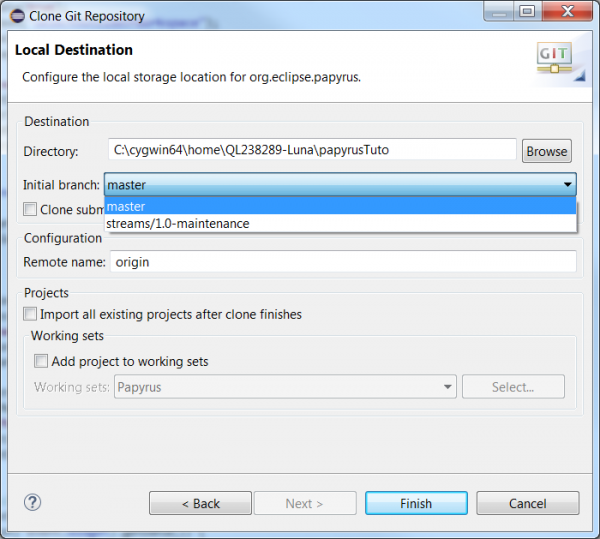 Clone Git Repository
Local Destination
Configure the local storage location for org.eclipse.papyrus.
GIT
Destination
Directory: C:\cygwin64\home\QL238289-Luna\papyrusTuto Browse
Initial branch: master
master
Clone subm
streams/1.0-maintenance
Configuration
Remote name: origin
Projects
Import all existing projects after clone finishes
Working sets
Add project to working sets
Working sets: Papyrus Select...
? < Back Next > Finish Cancel